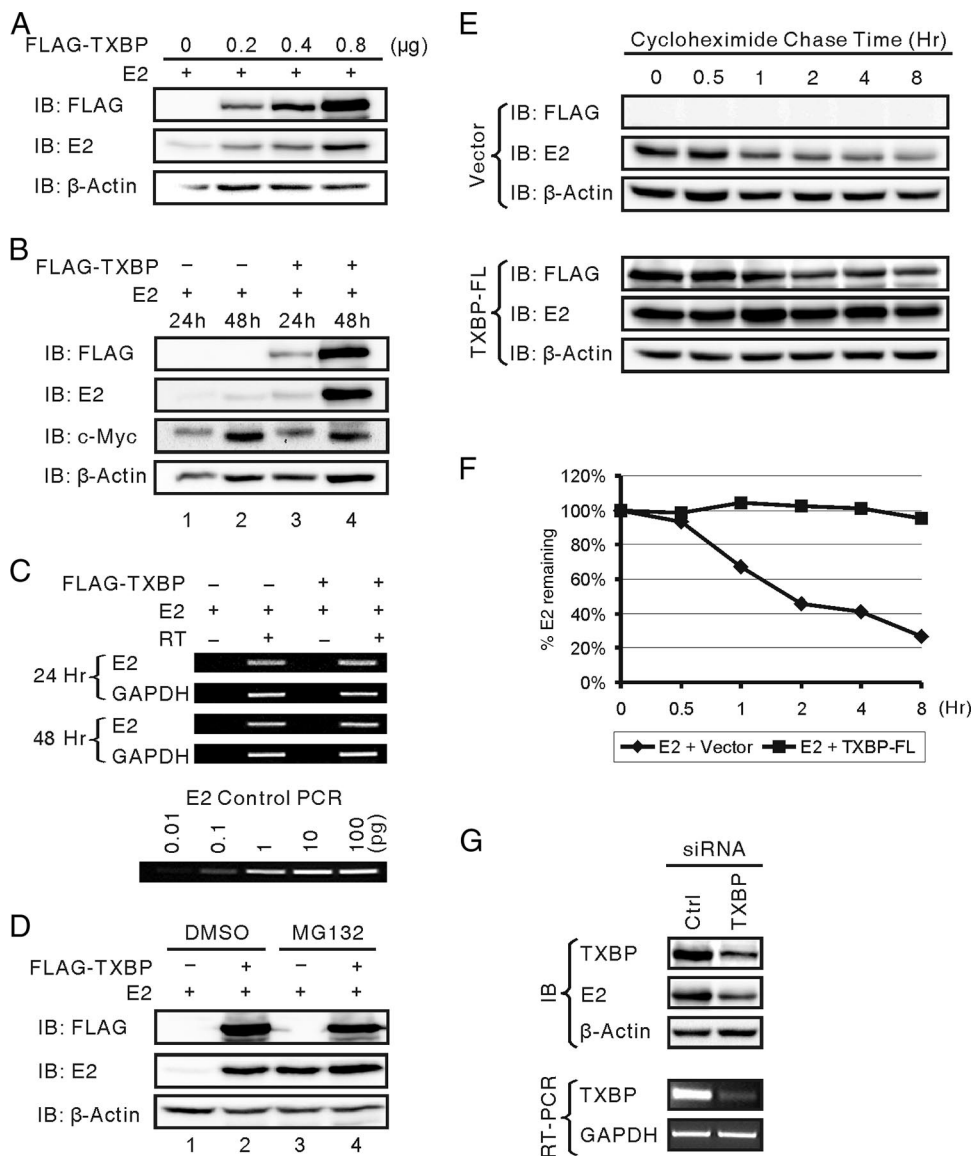 A
FLAG-TXBP 0 0.2 0.4 0.8 (µg)
E2 + + + +
IB: FLAG
IB: E2
IB: β-Actin
B
FLAG-TXBP – – + +
E2 + + + +
24h 48h 24h 48h
IB: FLAG
IB: E2
IB: c-Myc
IB: β-Actin
1 2 3 4
C
FLAG-TXBP – – + +
E2 + + + +
RT – + – +
24 Hr
E2
GAPDH
48 Hr
E2
GAPDH
E2 Control PCR
0.01 0.1 1 10 100 (pg)
D
DMSO MG132
FLAG-TXBP – + – +
E2 + + + +
IB: FLAG
IB: E2
IB: β-Actin
1 2 3 4
E
Cycloheximide Chase Time (Hr)
0 0.5 1 2 4 8
Vector
IB: FLAG
IB: E2
IB: β-Actin
TXBP-FL
IB: FLAG
IB: E2
IB: β-Actin
F
% E2 remaining
120%
100%
80%
60%
40%
20%
0%
0 0.5 1 2 4 8 (Hr)
E2 + Vector E2 + TXBP-FL
G
siRNA
Ctrl TXBP
IB
TXBP
E2
β-Actin
RT-PCR
TXBP
GAPDH